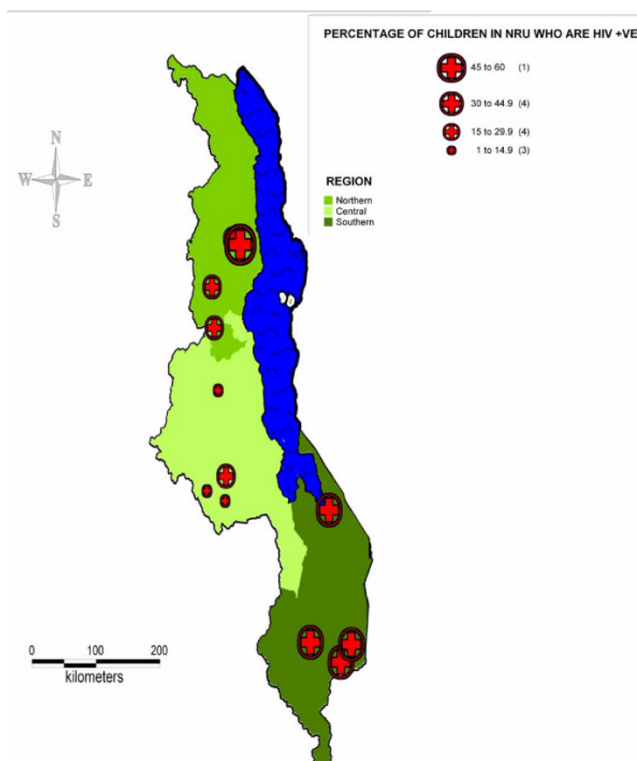 PERCENTAGE OF CHILDREN IN NRU WHO ARE HIV +VE
45 to 60 (1)
30 to 44.9 (4)
15 to 29.9 (4)
1 to 14.9 (3)
N
W E
S
REGION
Northern
Central
Southern
0 100 200
kilometers